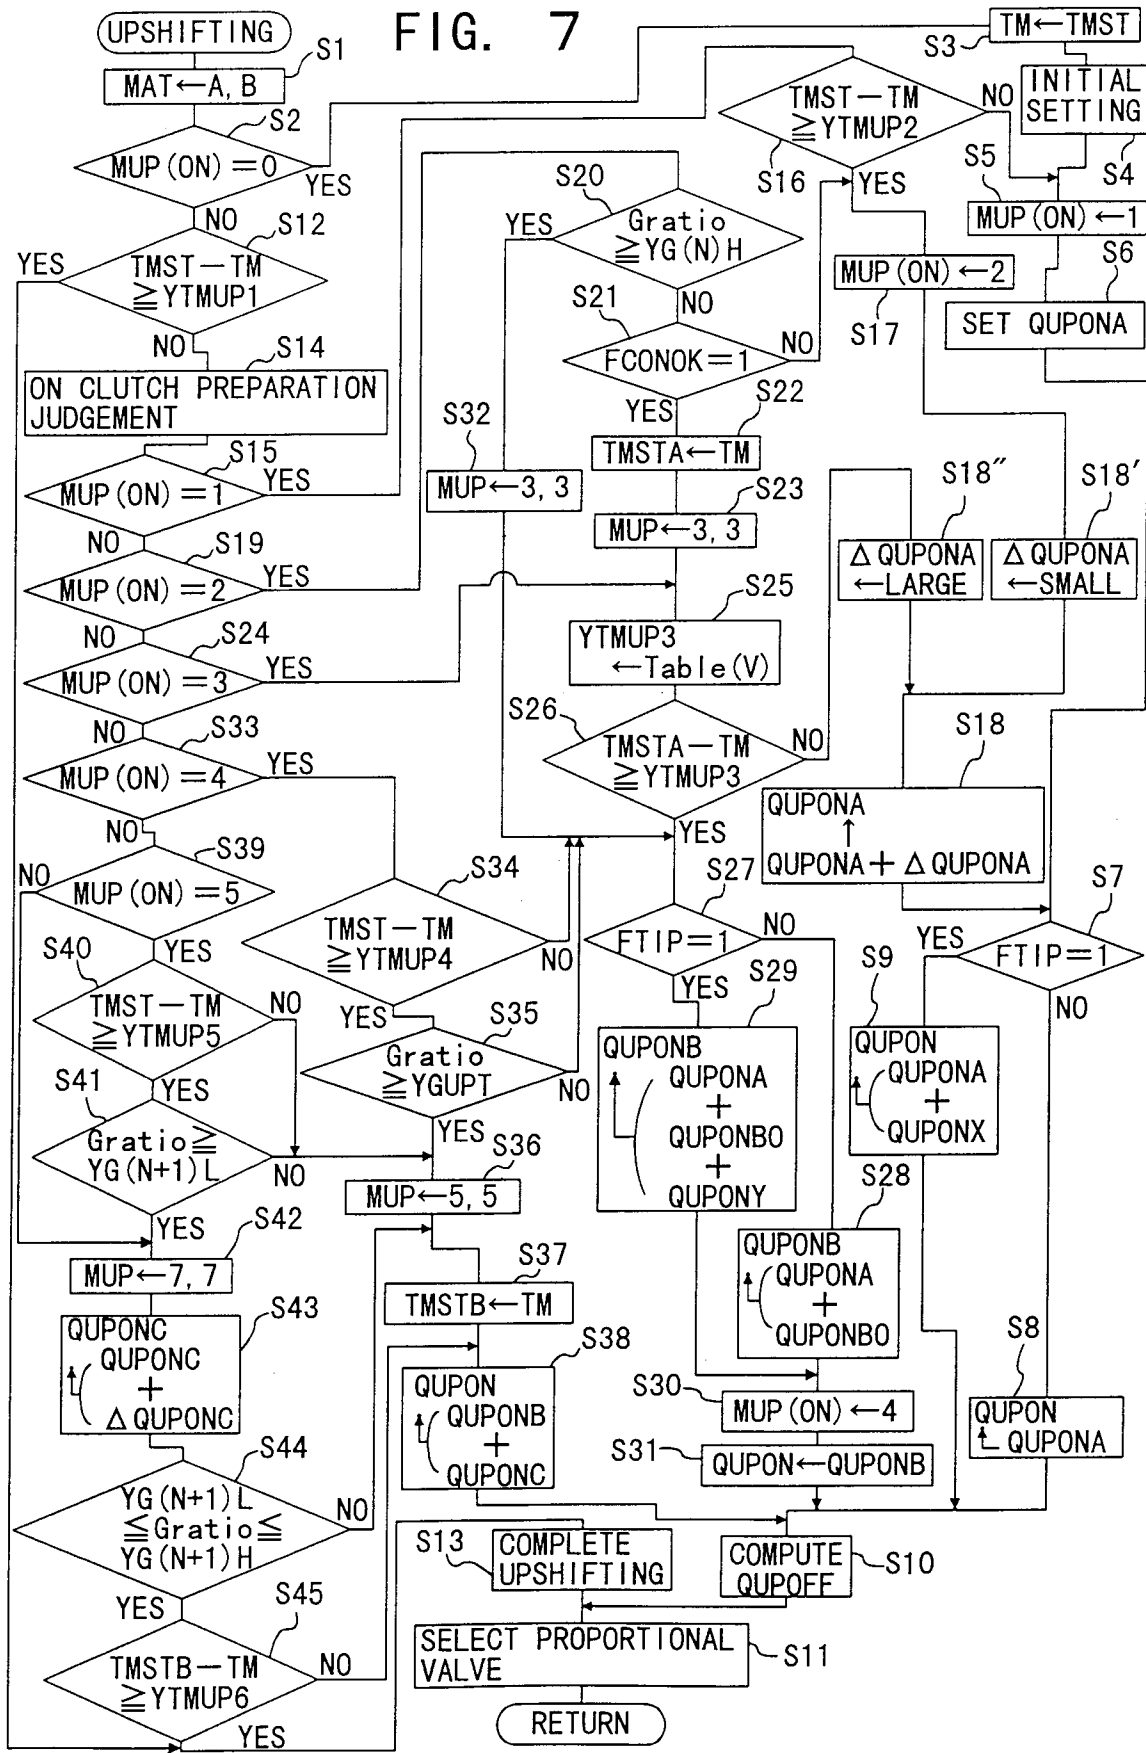 FIG. 7
UPSHIFTING
S1
MAT←A, B
S2
MUP(ON)=0
YES
NO
S12
YES
TMST−TM
≧YTMUP1
NO
S14
ON CLUTCH PREPARATION
JUDGEMENT
S15
MUP(ON)=1
YES
NO
S19
MUP(ON)=2
YES
NO
S24
MUP(ON)=3
YES
NO
S33
MUP(ON)=4
YES
NO
S39
NO
MUP(ON)=5
YES
S40
TMST−TM
≧YTMUP5
NO
YES
S41
Gratio≧
YG(N+1)L
NO
YES
S42
MUP←7, 7
S43
QUPONC
QUPONC
+
ΔQUPONC
S44
YG(N+1)L
≦Gratio≦
YG(N+1)H
NO
YES
S45
TMSTB−TM
≧YTMUP6
NO
YES
S34
TMST−TM
≧YTMUP4
NO
YES
S35
Gratio
≧YGUPT
NO
YES
S36
MUP←5, 5
S37
TMSTB←TM
S38
QUPON
QUPONB
+
QUPONC
S13
COMPLETE
UPSHIFTING
S11
SELECT PROPORTIONAL
VALVE
RETURN
S20
YES
Gratio
≧YG(N)H
NO
S21
FCONOK=1
NO
YES
S22
TMSTA←TM
S32
MUP←3, 3
S23
MUP←3, 3
S25
YTMUP3
←Table(V)
S26
TMSTA−TM
≧YTMUP3
NO
YES
S27
FTIP=1
NO
YES
S29
QUPONB
QUPONA
+
QUPONBO
+
QUPONY
S28
QUPONB
QUPONA
+
QUPONBO
S30
MUP(ON)←4
S31
QUPON←QUPONB
S10
COMPUTE
QUPOFF
S16
TMST−TM
≧YTMUP2
NO
YES
S17
MUP(ON)←2
S18″
ΔQUPONA
←LARGE
S18′
ΔQUPONA
←SMALL
S18
QUPONA
↑
QUPONA+ΔQUPONA
S3
TM←TMST
INITIAL
SETTING
S4
S5
MUP(ON)←1
S6
SET QUPONA
S7
YES
FTIP=1
NO
S9
QUPON
QUPONA
+
QUPONX
S8
QUPON
QUPONA